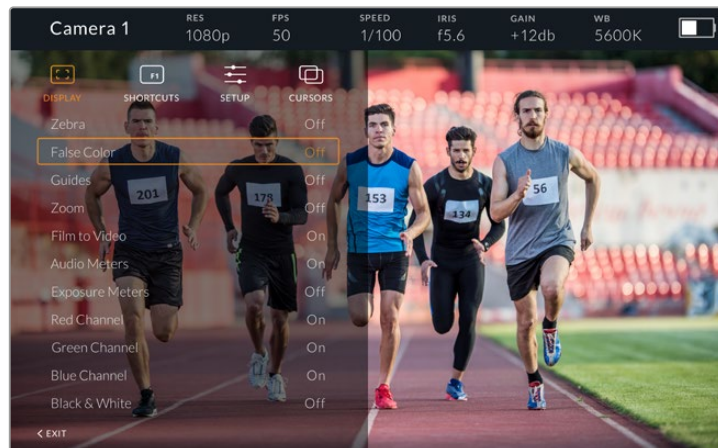 Camera 1
RES
1080p
FPS
50
SPEED
1/100
IRIS
f5.6
GAIN
+12db
WB
5600K
F1
DISPLAY
SHORTCUTS
SETUP
CURSORS
Zebra Off
False Color Off
Guides Off
Zoom Off
Film to Video On
Audio Meters On
Exposure Meters Off
Red Channel On
Green Channel On
Blue Channel On
Black & White Off
< EXIT
201
178
153
134
56